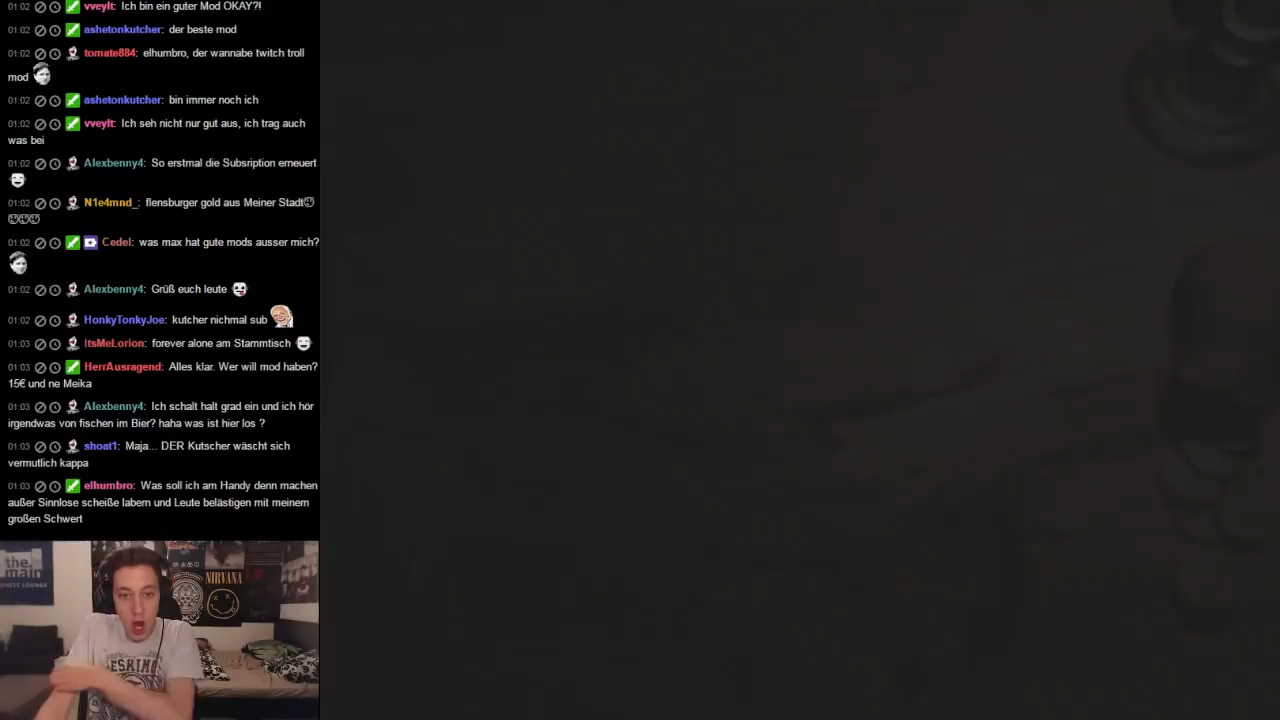 01:02 vveylt: Ich bin ein guter Mod OKAY?!
01:02 ashetonkutcher: der beste mod
01:02 tomate884: elhumbro, der wannabe twitch troll
mod
01:02 ashetonkutcher: bin immer noch ich
01:02 vveylt: Ich seh nicht nur gut aus, ich trag auch
was bei
01:02 Alexbenny4: So erstmal die Subsription erneuert
01:02 N1e4mnd_: flensburger gold aus Meiner Stadt
01:02 Cedel: was max hat gute mods ausser mich?
01:02 Alexbenny4: Grüß euch leute
01:02 HonkyTonkyJoe: kutcher nichmal sub
01:03 ItsMeLorion: forever alone am Stammtisch
01:03 HerrAusragend: Alles klar. Wer will mod haben?
15€ und ne Meika
01:03 Alexbenny4: Ich schalt halt grad ein und ich hör
irgendwas von fischen im Bier? haha was ist hier los ?
01:03 shoat1: Maja... DER Kutscher wäscht sich
vermutlich kappa
01:03 elhumbro: Was soll ich am Handy denn machen
außer Sinnlose scheiße labern und Leute belästigen mit meinem
großen Schwert
the.
main
NESS LOUNGE
NIRVANA
ESKIMO